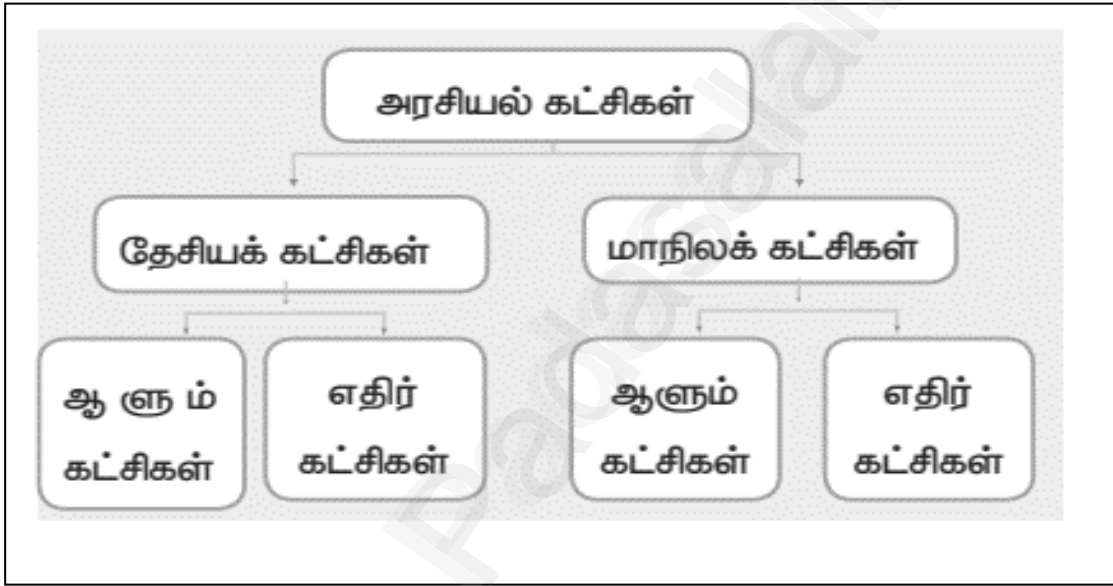 அரசியல் கட்சிகள்
தேசியக் கட்சிகள்
மாநிலக் கட்சிகள்
ஆ ளு ம்
கட்சிகள்
எதிர்
கட்சிகள்
ஆளும்
கட்சிகள்
எதிர்
கட்சிகள்
Padasalai